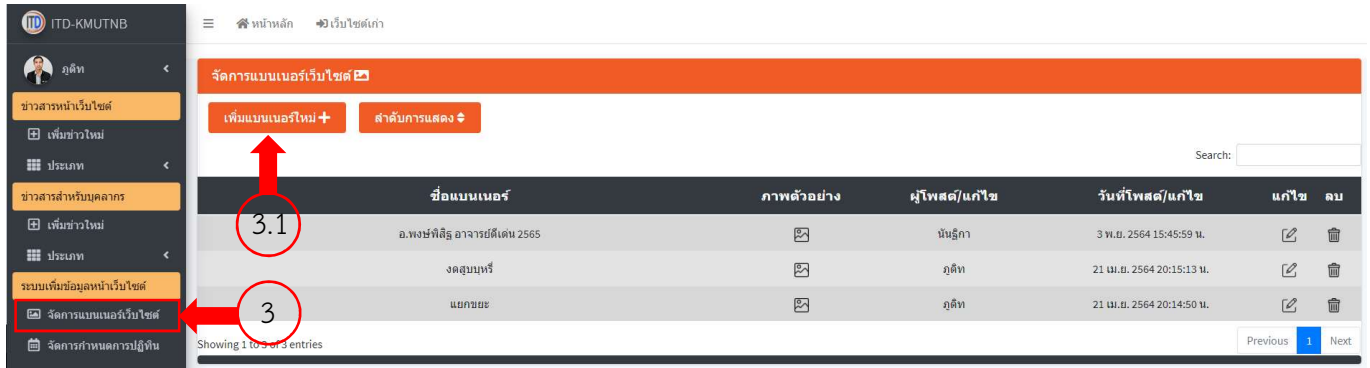 ITD-KMUTNB
หน้าหลัก เว็บไซต์เก่า
ภูดิท
ข่าวสารหน้าเว็บไซต์
เพิ่มข่าวใหม่
ประเภท
ข่าวสารสำหรับบุคลากร
เพิ่มข่าวใหม่
ประเภท
ระบบเพิ่มข้อมูลหน้าเว็บไซต์
จัดการแบนเนอร์เว็บไซต์
จัดการกำหนดการปฏิทิน
จัดการแบนเนอร์เว็บไซต์
เพิ่มแบนเนอร์ใหม่ + ลำดับการแสดง
Search:
ชื่อแบนเนอร์ ภาพตัวอย่าง ผู้โพสต์/แก้ไข วันที่โพสต์/แก้ไข แก้ไข ลบ
อ.พงษ์พิสิฐ อาจารย์ดีเด่น 2565 นันฐิกา 3 พ.ย. 2564 15:45:59 น.
งดสูบบุหรี่ ภูดิท 21 เม.ย. 2564 20:15:13 น.
แยกขยะ ภูดิท 21 เม.ย. 2564 20:14:50 น.
Showing 1 to 3 of 3 entries
Previous 1 Next
3.1
3